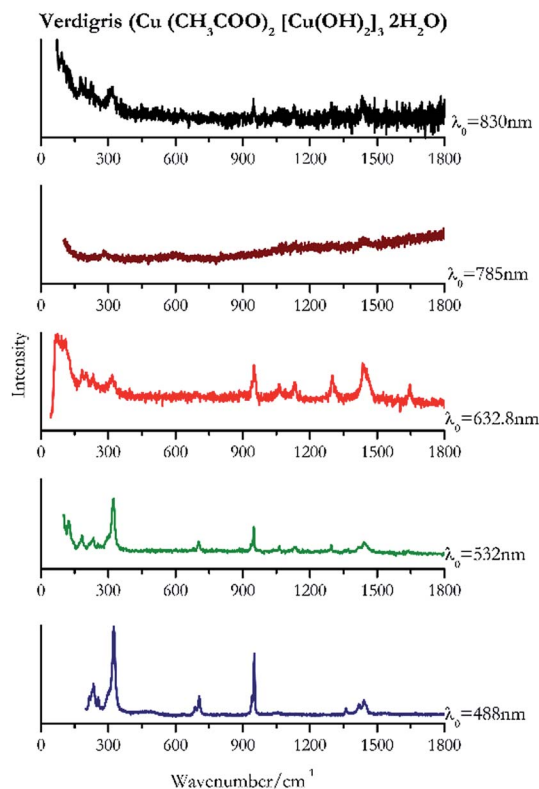 Verdigris (Cu (CH₃COO)₂ [Cu(OH)₂]₃ 2H₂O)
0 300 600 900 1200 1500 1800
λ₀=830nm
0 300 600 900 1200 1500 1800
λ₀=785nm
Intensity
0 300 600 900 1200 1500 1800
λ₀=632.8nm
0 300 600 900 1200 1500 1800
λ₀=532nm
0 300 600 900 1200 1500 1800
λ₀=488nm
Wavenumber/cm⁻¹